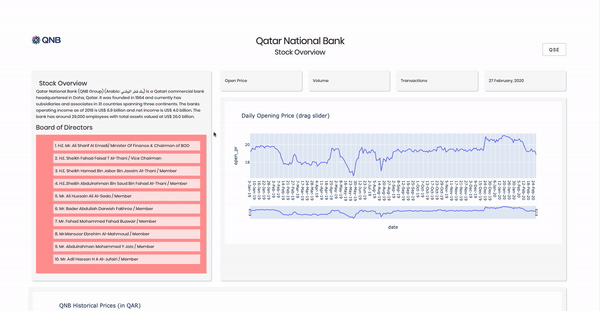 QNB
Qatar National Bank
Stock Overview
QSE
Stock Overview
Qatar National Bank (QNB Group) (Arabic: بنك قطر الوطني) is a Qatari commercial bank
headquartered in Doha, Qatar. It was founded in 1964 and currently has
subsidiaries and associates in 31 countries spanning three continents. The banks
operating income as of 2019 is US$ 6.9 billion and net income is US$ 4.0 billion. The
bank has around 29,000 employees with total assets valued at US$ 26.0 billion.
Board of Directors
1. H.E. Mr. Ali Sharif Al Emadi/ Minister Of Finance & Chairman of BOD
2. H.E. Sheikh Fahad Faisal T Al-Thani / Vice Chairman
3. H.E. Sheikh Hamad Bin Jabor Bin Jassim Al-Thani / Member
4. H.E. Sheikh Abdulrahman Bin Saud Bin Fahad Al-Thani / Member
5. Mr. Ali Hussain Ali Al-Sada / Member
6. Mr. Bader Abdullah Darwish Fakhroo / Member
7. Mr. Fahad Mohammed Fahad Buzwair / Member
8. Mr Mansoor Ebrahim Al-Mahmoud / Member
9. Mr. Abdulrahman Mohammed Y Jolo / Member
10. Mr Adil Hassan H A Al-Jufairi / Member
Open Price
Volume
Transactions
27 February, 2020
Daily Opening Price (drag slider)
open_pr
20
18
date
QNB Historical Prices (in QAR)